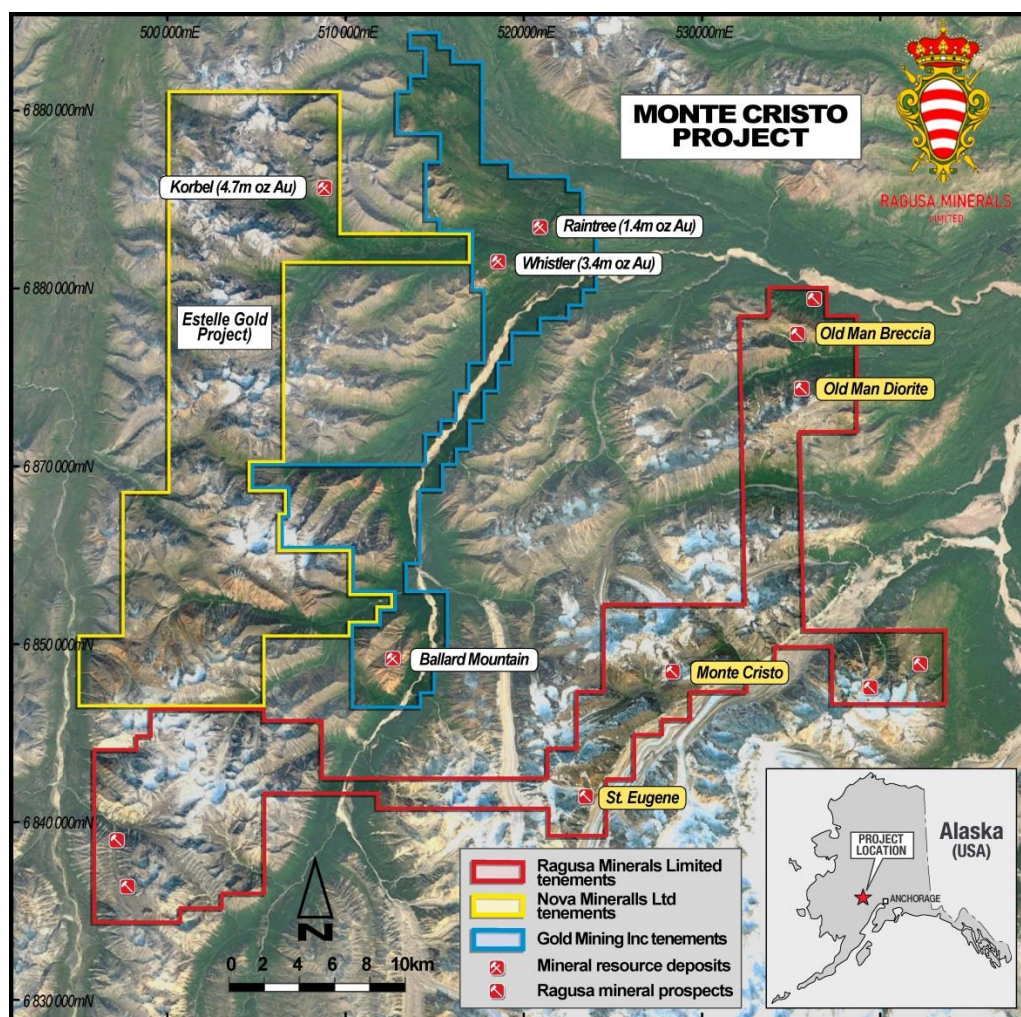 500 000mE
510 000mE
520 000mE
530 000mE
6 880 000mN
6 880 000mN
6 870 000mN
6 850 000mN
6 840 000mN
6 830 000mN
MONTE CRISTO
PROJECT
RAGUSA MINERALS
LIMITED
Korbel (4.7m oz Au)
Raintree (1.4m oz Au)
Whistler (3.4m oz Au)
Estelle Gold
Project)
Old Man Breccia
Old Man Diorite
Ballard Mountain
Monte Cristo
St. Eugene
N
0 2 4 6 8 10km
Ragusa Minerals Limited
tenements
Nova Mineralls Ltd
tenements
Gold Mining Inc tenements
Mineral resource deposits
Ragusa mineral prospects
Alaska
(USA)
PROJECT
LOCATION
ANCHORAGE